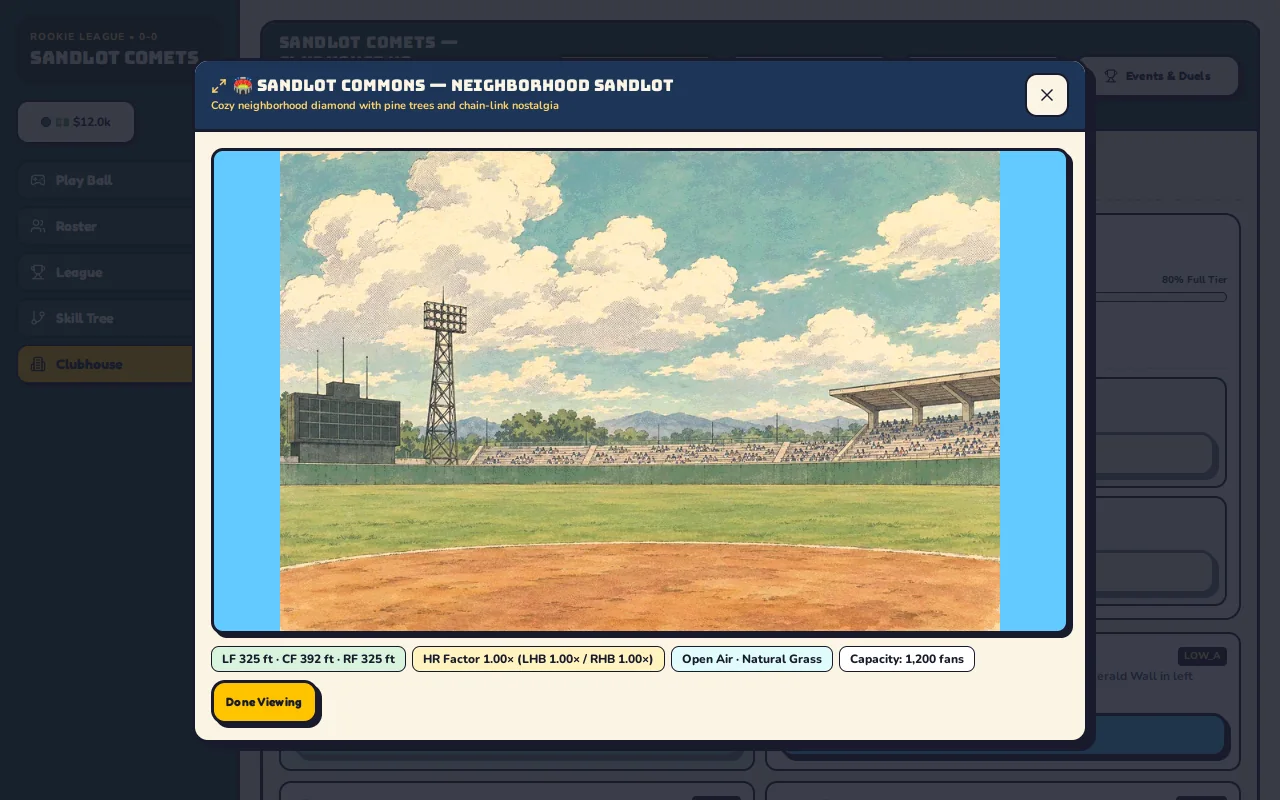 ROOKIE LEAGUE • 0-0
SANDLOT COMETS
$12.0k
Play Ball
Roster
League
Skill Tree
Clubhouse
SANDLOT COMETS —
Events & Duels
80% Full Tier
SANDLOT COMMONS — NEIGHBORHOOD SANDLOT
Cozy neighborhood diamond with pine trees and chain-link nostalgia
LF 325 ft · CF 392 ft · RF 325 ft
HR Factor 1.00× (LHB 1.00× / RHB 1.00×)
Open Air · Natural Grass
Capacity: 1,200 fans
Done Viewing
LOW_A
erald Wall in left